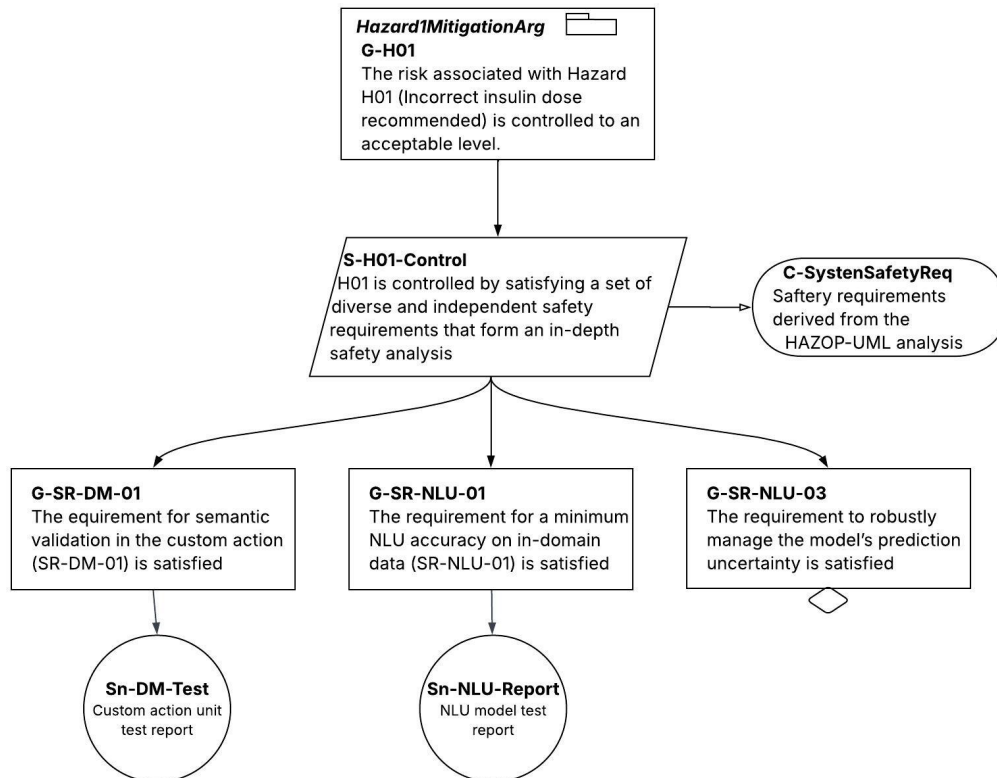 Hazard1MitigationArg
G-H01
The risk associated with Hazard
H01 (Incorrect insulin dose
recommended) is controlled to an
acceptable level.
S-H01-Control
H01 is controlled by satisfying a set of
diverse and independent safety
requirements that form an in-depth
safety analysis
C-SystenSafetyReq
Saftery requirements
derived from the
HAZOP-UML analysis
G-SR-DM-01
The equirement for semantic
validation in the custom action
(SR-DM-01) is satisfied
G-SR-NLU-01
The requirement for a minimum
NLU accuracy on in-domain
data (SR-NLU-01) is satisfied
G-SR-NLU-03
The requirement to robustly
manage the model’s prediction
uncertainty is satisfied
Sn-DM-Test
Custom action unit
test report
Sn-NLU-Report
NLU model test
report